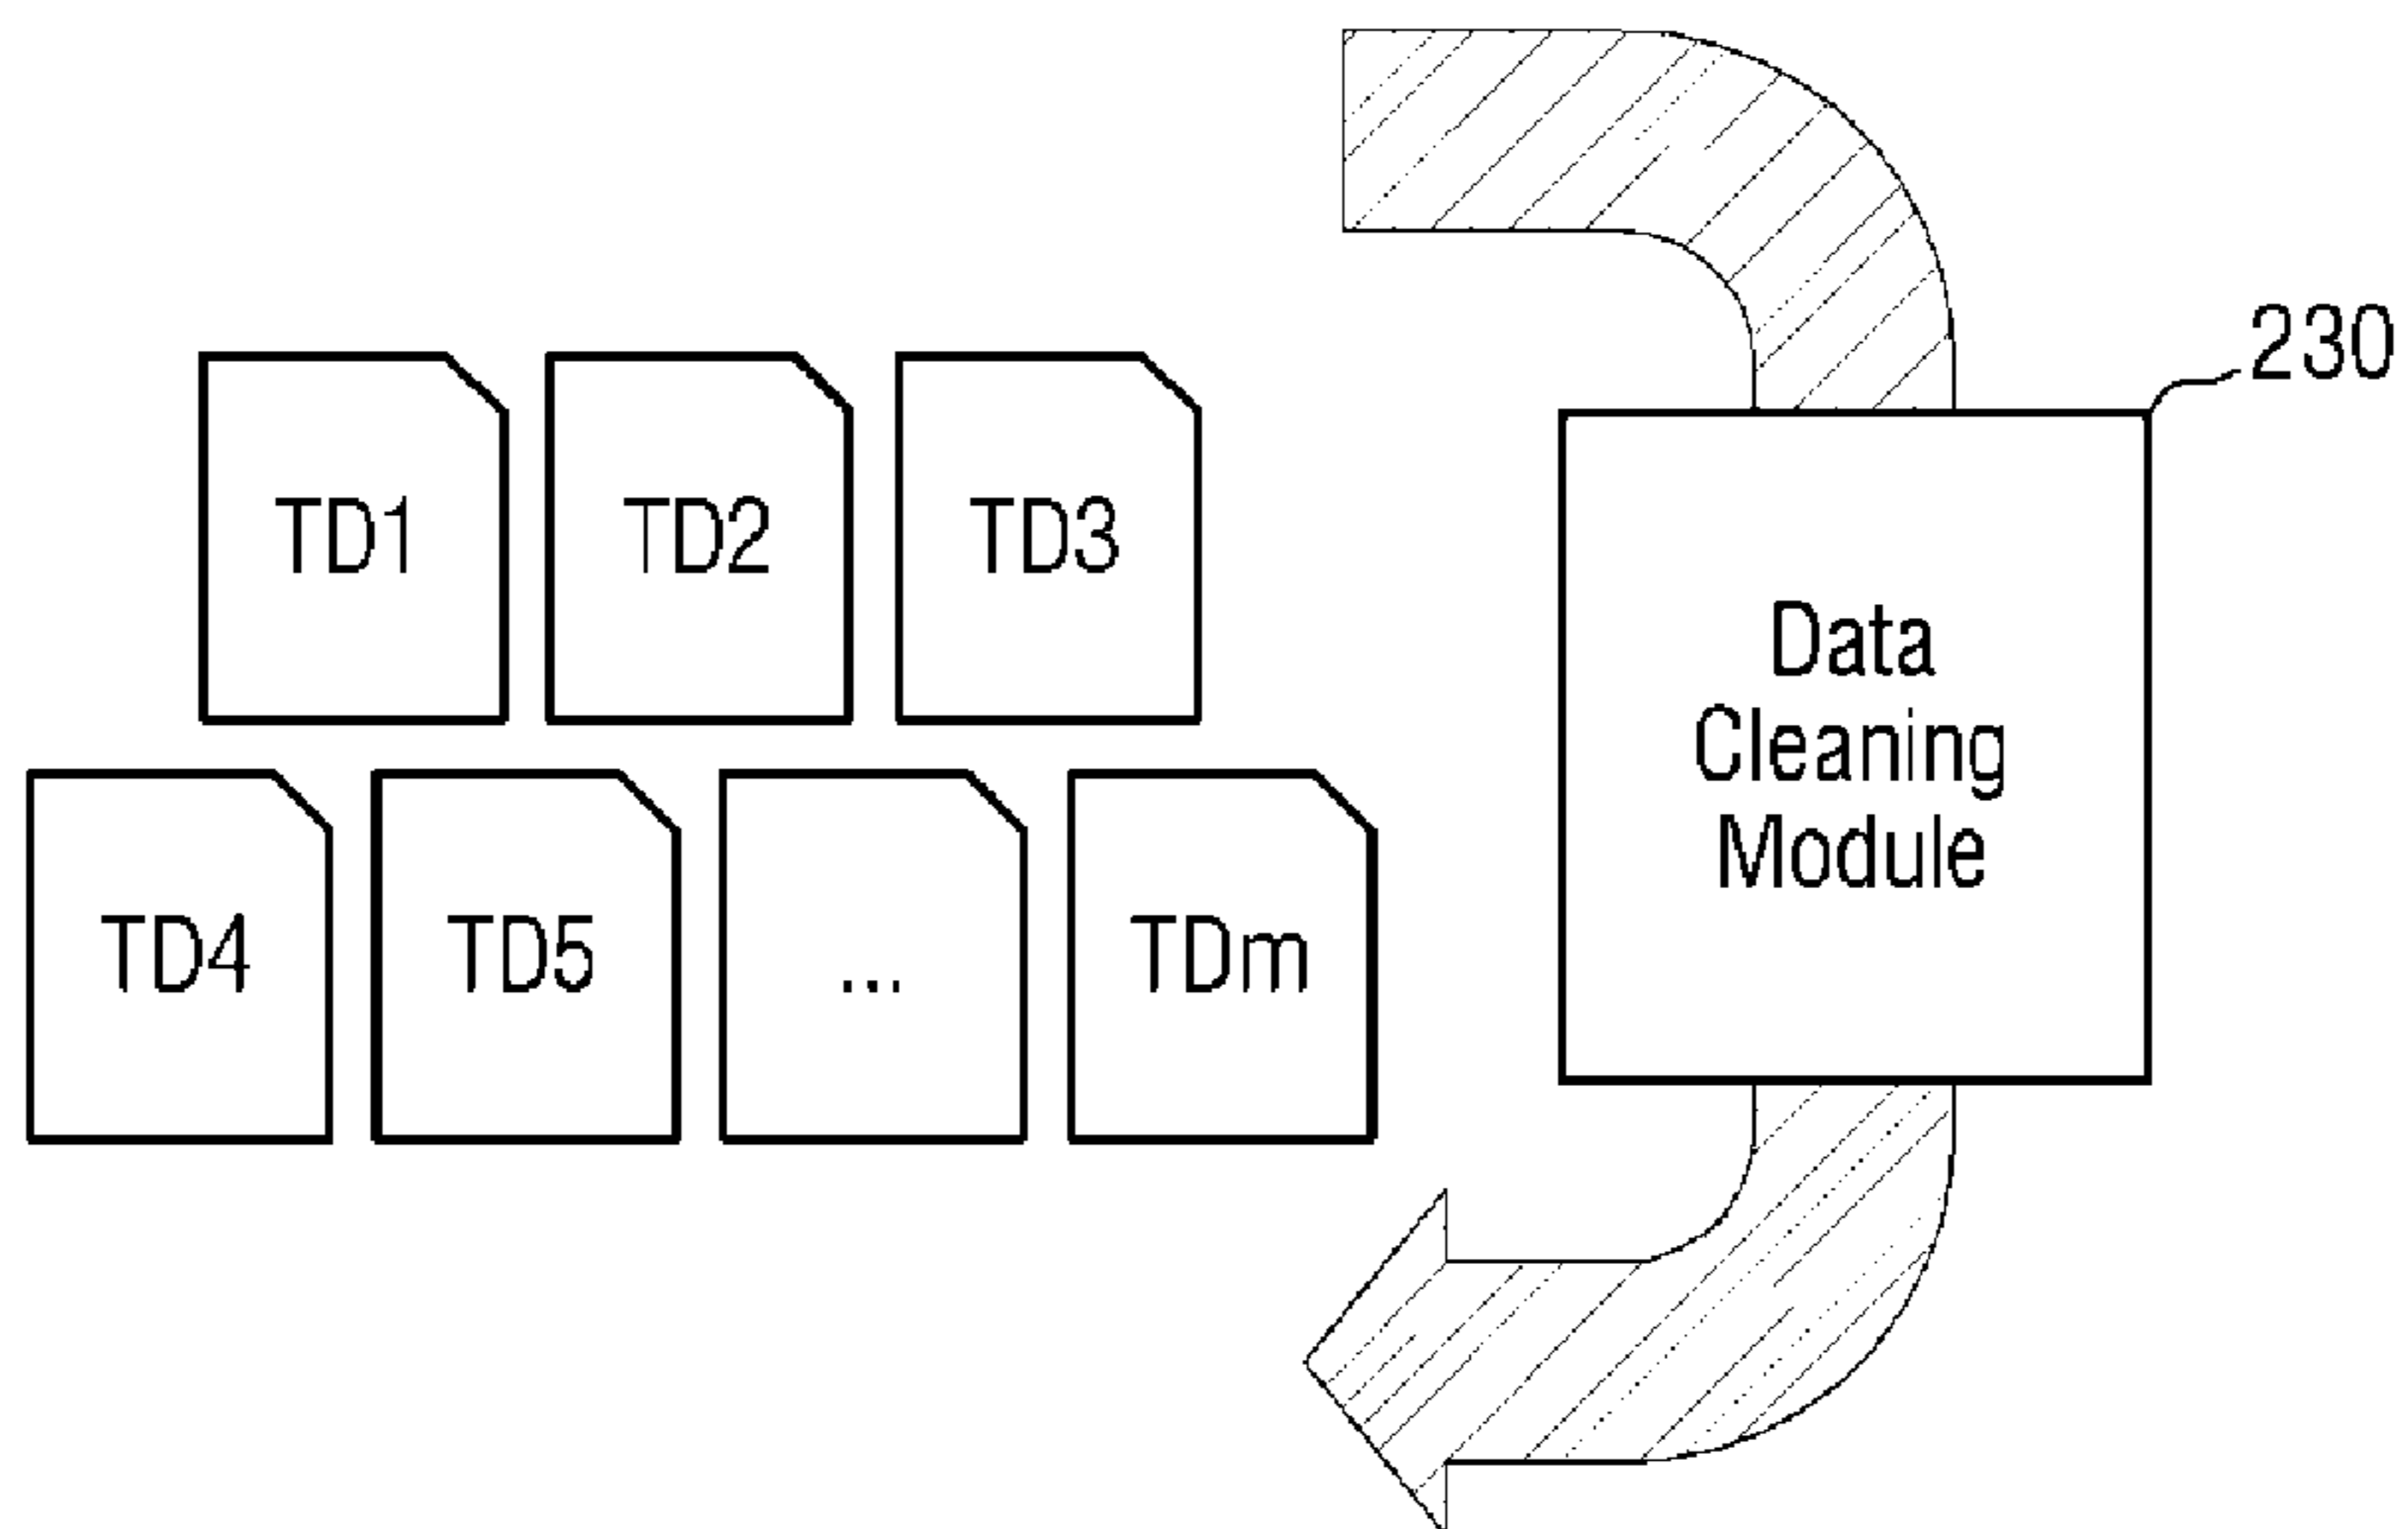 230
TD1 TD2 TD3
Data
Cleaning
Module
TD4 TD5 ... TDm